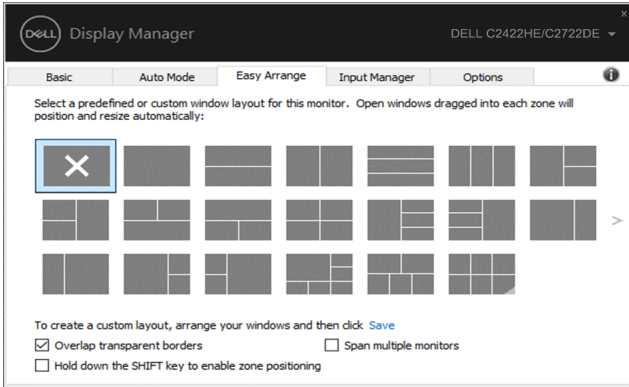 DELL Display Manager DELL C2422HE/C2722DE
Basic Auto Mode Easy Arrange Input Manager Options
Select a predefined or custom window layout for this monitor. Open windows dragged into each zone will
position and resize automatically:
To create a custom layout, arrange your windows and then click Save
Overlap transparent borders Span multiple monitors
Hold down the SHIFT key to enable zone positioning